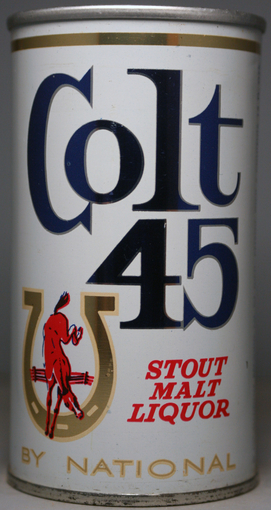 Colt
45
STOUT
MALT
LIQUOR
BY NATIONAL